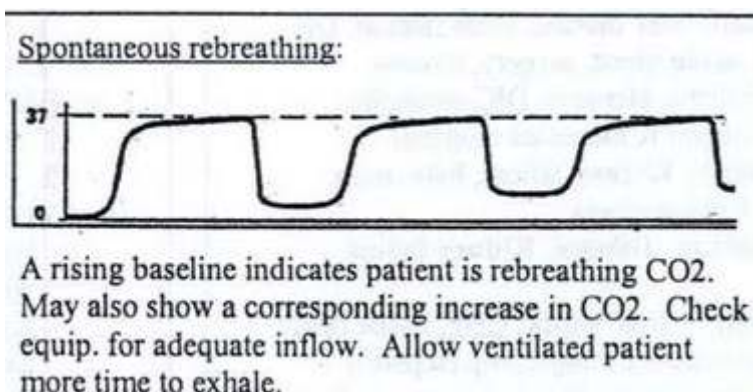 Spontaneous rebreathing:
37
0
A rising baseline indicates patient is rebreathing CO2.
May also show a corresponding increase in CO2. Check
equip. for adequate inflow. Allow ventilated patient
more time to exhale.